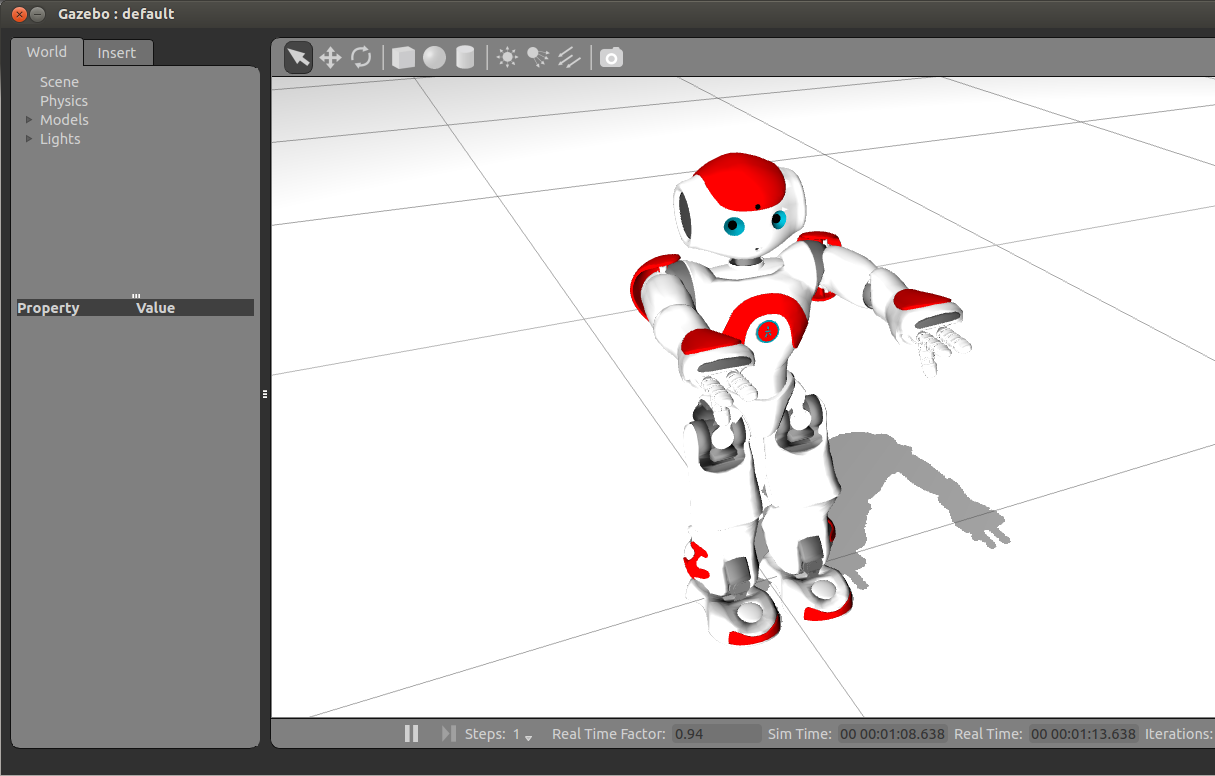 Gazebo : default
World Insert
Scene
Physics
Models
Lights
Property Value
Steps: 1 Real Time Factor: 0.94 Sim Time: 00 00:01:08.638 Real Time: 00 00:01:13.638 Iterations: